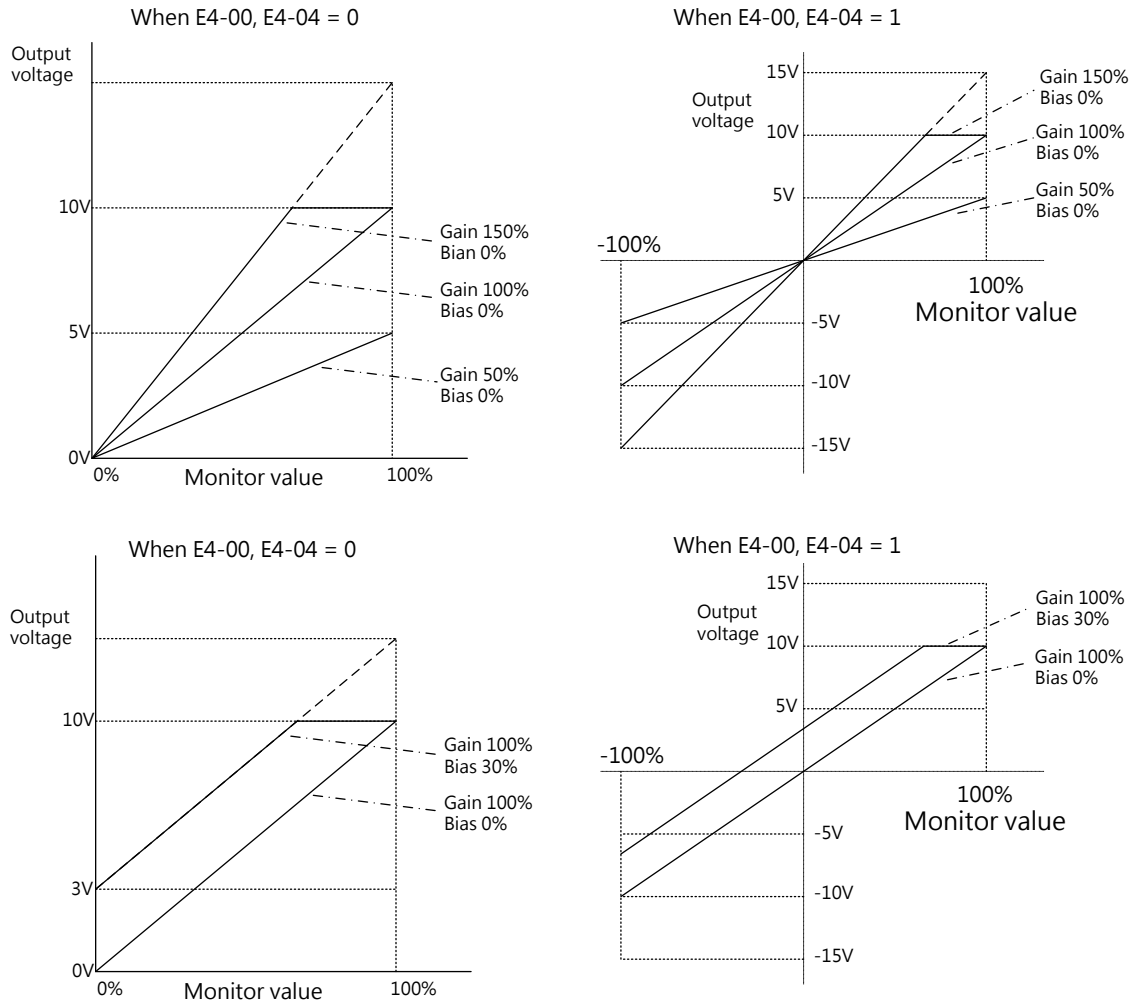 When E4-00, E4-04 = 0
Output
voltage
10V
5V
0V
0%
Monitor value
100%
Gain 150%
Bian 0%
Gain 100%
Bias 0%
Gain 50%
Bias 0%
When E4-00, E4-04 = 1
15V
Output
voltage
10V
5V
-100%
100%
Monitor value
-5V
-10V
-15V
Gain 150%
Bias 0%
Gain 100%
Bias 0%
Gain 50%
Bias 0%
When E4-00, E4-04 = 0
Output
voltage
10V
3V
0V
0%
Monitor value
100%
Gain 100%
Bias 30%
Gain 100%
Bias 0%
When E4-00, E4-04 = 1
15V
Output
voltage
10V
5V
-100%
100%
Monitor value
-5V
-10V
-15V
Gain 100%
Bias 30%
Gain 100%
Bias 0%